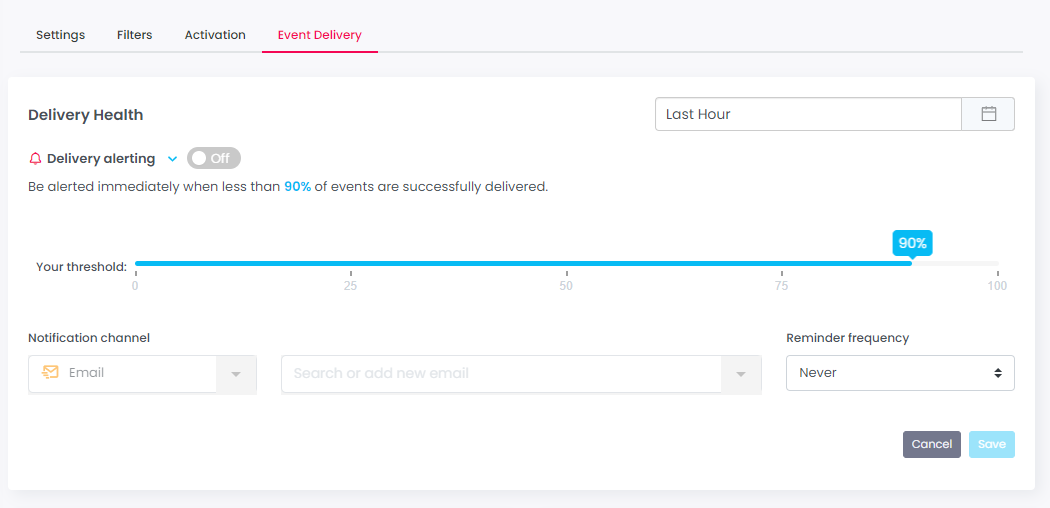 Settings Filters Activation Event Delivery
Delivery Health Last Hour
Delivery alerting Off
Be alerted immediately when less than 90% of events are successfully delivered.
90%
Your threshold:
0 25 50 75 100
Notification channel Reminder frequency
Email Search or add new email Never
Cancel Save